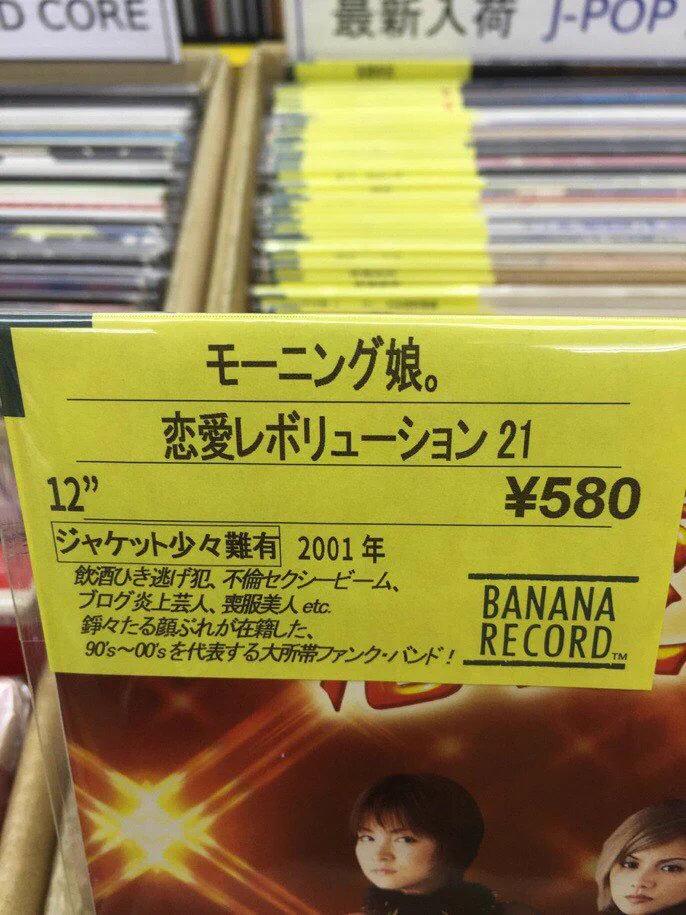 D CORE
最新入荷 J-POP
モーニング娘。
恋愛レボリューション 21
12” ¥580
ジャケット少々難有 2001年
飲酒ひき逃げ犯、不倫セクシービーム、
ブログ炎上芸人、喪服美人 etc.
錚々たる顔ぶれが在籍した、
90's～00'sを代表する大所帯ファンク・バンド!
BANANA
RECORD™